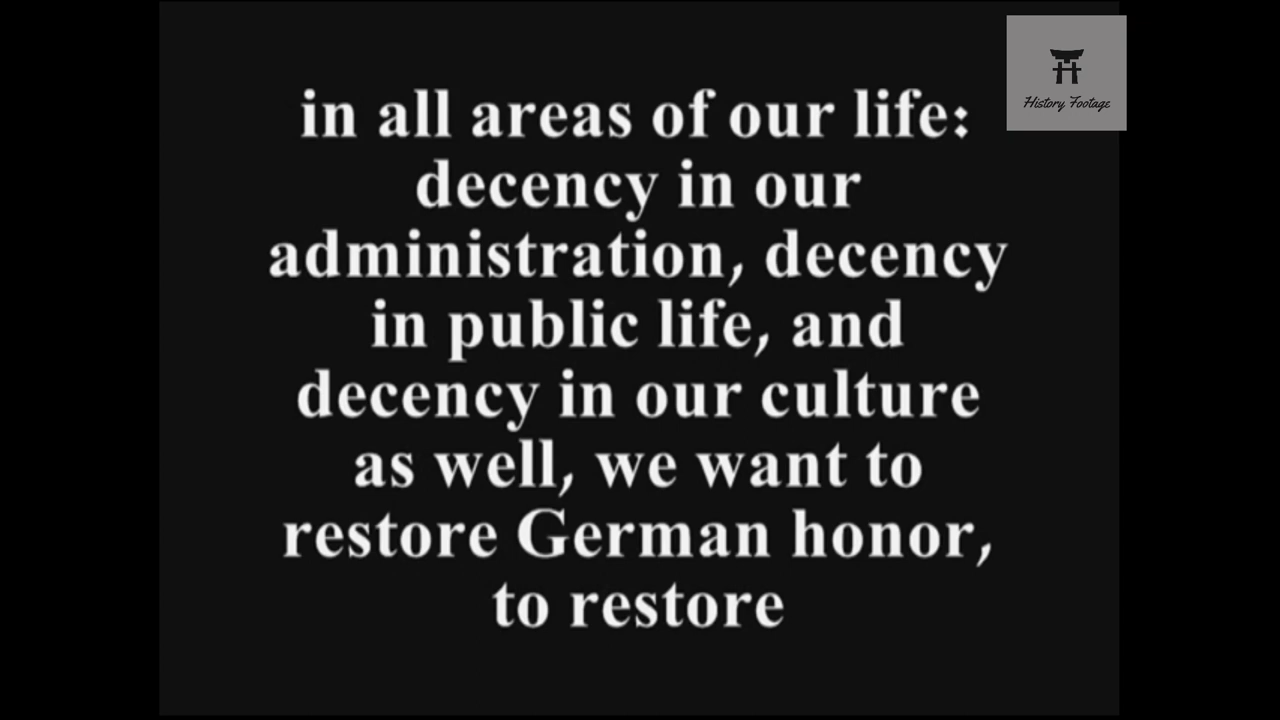 in all areas of our life:
decency in our
administration, decency
in public life, and
decency in our culture
as well, we want to
restore German honor,
to restore
History Footage